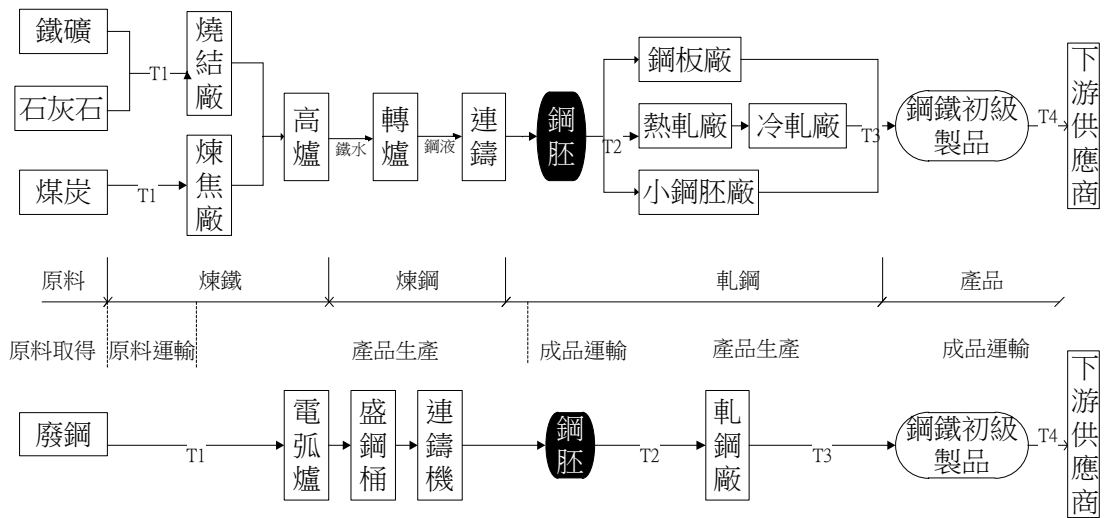 鐵礦
石灰石
T1
燒結廠
煤炭
T1
煉焦廠
高爐
鐵水
轉爐
鋼液
連鑄
鋼胚
T2
鋼板廠
熱軋廠
冷軋廠
小鋼胚廠
T3
鋼鐵初級
製品
T4
下游供應商
原料
煉鐵
煉鋼
軋鋼
產品
原料取得
原料運輸
產品生產
成品運輸
產品生產
成品運輸
廢鋼
T1
電弧爐
盛鋼桶
連鑄機
鋼胚
T2
軋鋼廠
T3
鋼鐵初級
製品
T4
下游供應商